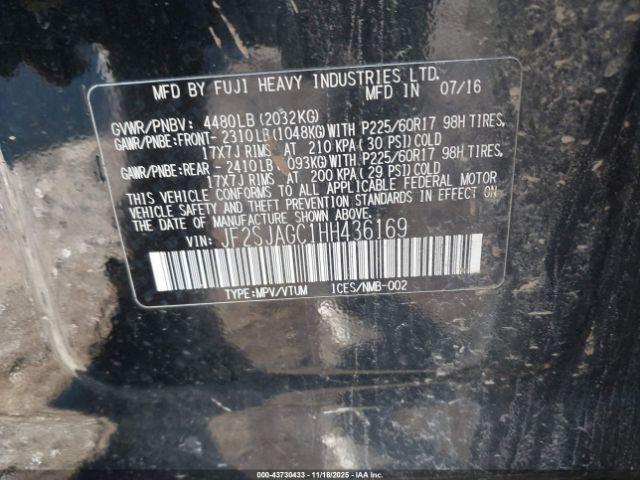 MFD BY FUJI HEAVY INDUSTRIES LTD.
MFD IN 07/16
GVWR/PNBV: 4480LB(2032KG)
GAWR/PNBE:FRONT-2310LB(1048KG)WITH P225/60R17 98H TIRES,
17X7J RIMS AT 210 KPA(30 PSI)COLD
GAWR/PNBE:REAR -2410LB 093KG)WITH P225/60R17 98H TIRES,
17X7J RIMS AT 200 KPA(29 PSI)COLD
THIS VEHICLE CONFORMS TO ALL APPLICABLE FEDERAL MOTOR
VEHICLE SAFETY AND THEFT PREVENTION STANDARDS IN EFFECT ON
THE DATE OF MANUFACTURE SHOWN ABOVE.
VIN: JF2SJAGC1HH436169
TYPE:MPV/VTUM 1CES/NMB-002
000-43730433 - 11/18/2025 - IAAI.COM